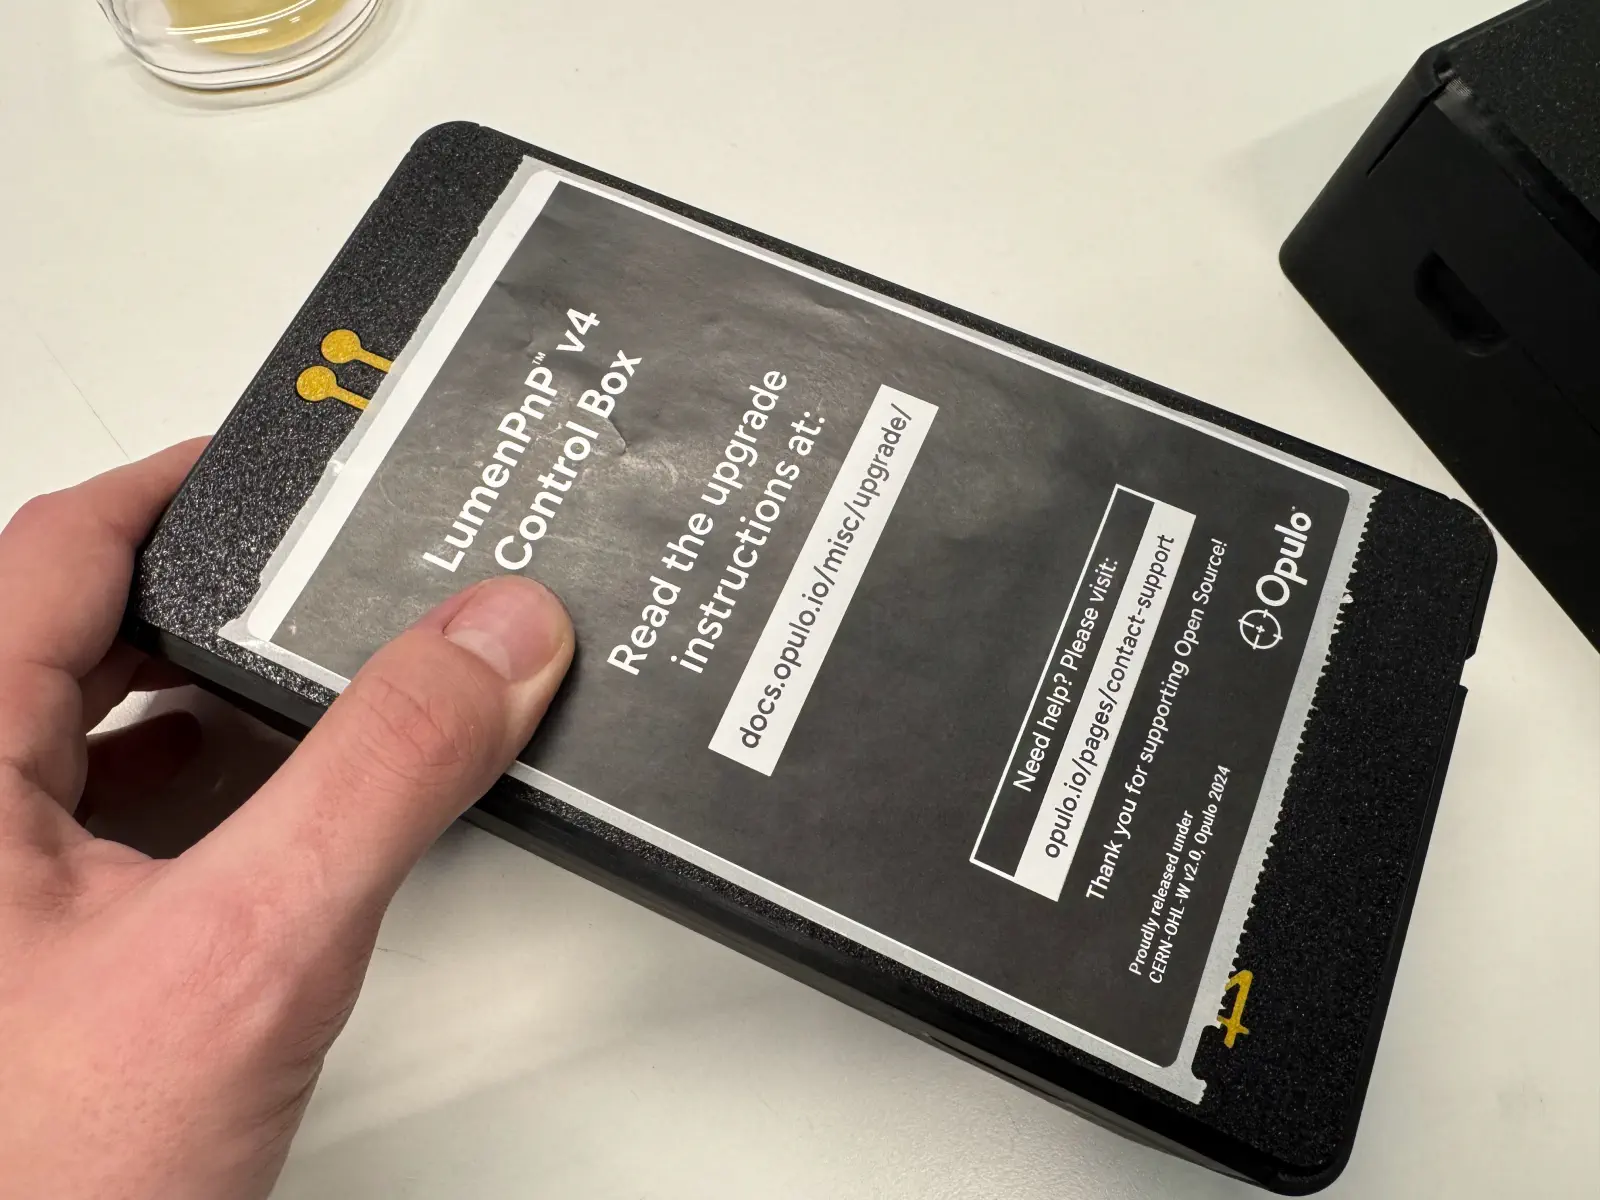 LumenPnP™ v4
Control Box
Read the upgrade
instructions at:
docs.opulo.io/misc/upgrade/
Need help? Please visit:
opulo.io/pages/contact-support
Thank you for supporting Open Source!
Proudly released under
CERN-OHL-W v2.0, Opulo 2024
Opulo™
4